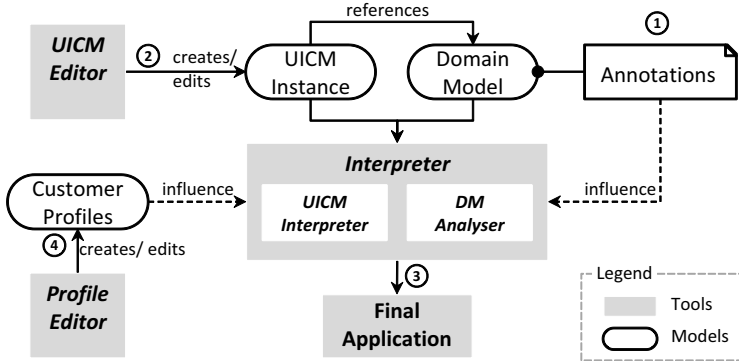 references
1
UICM
Editor
2
creates/
edits
UICM
Instance
Domain
Model
Annotations
Interpreter
Customer
Profiles
influence
UICM
Interpreter
DM
Analyser
influence
4
creates/ edits
3
Profile
Editor
Final
Application
Legend
Tools
Models